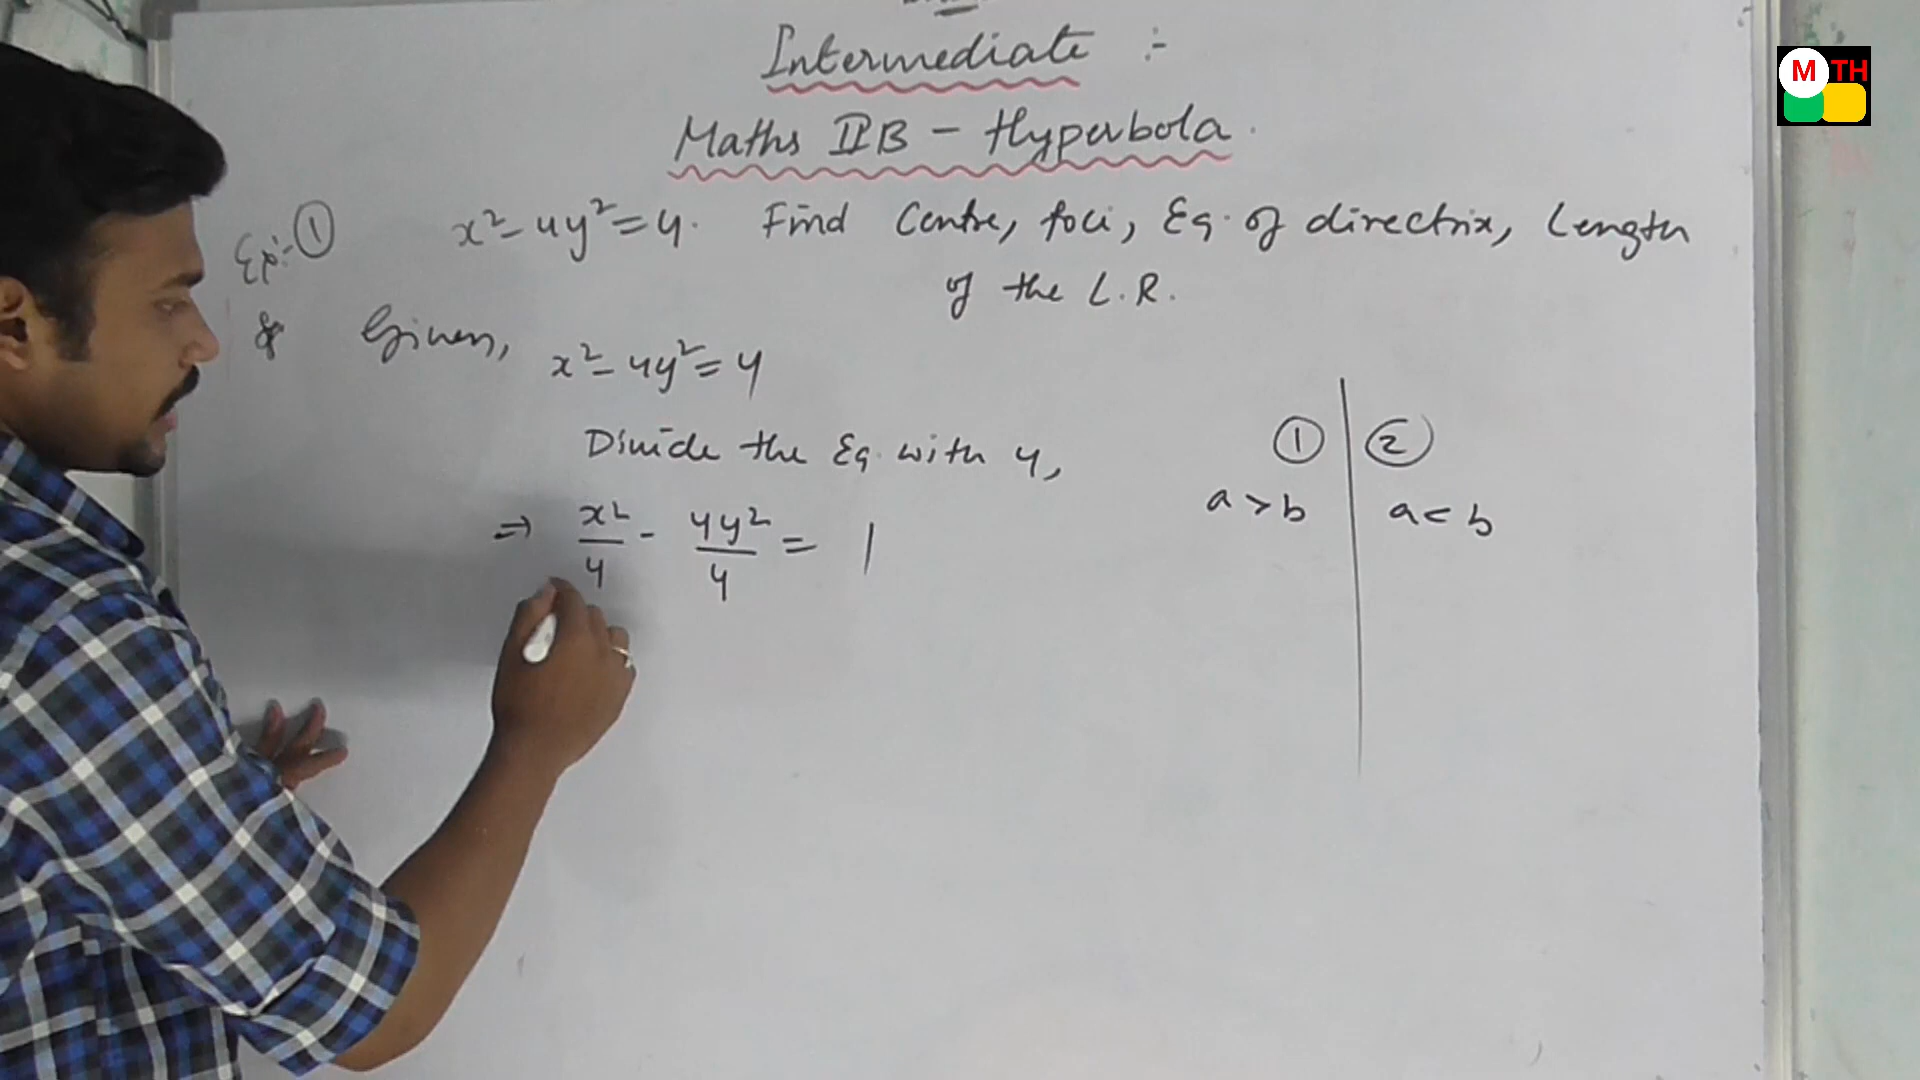 Intermediate :-
Maths IIB - Hyperbola.
Ex:- ① x² - 4y² = 4. Find Centre, foci, Eq. of directrix, Length
of the L.R.
Given, x² - 4y² = 4
Divide the Eq. with 4,
⇒ x²/4 - 4y²/4 = 1
① | ②
a > b | a < b
M TH